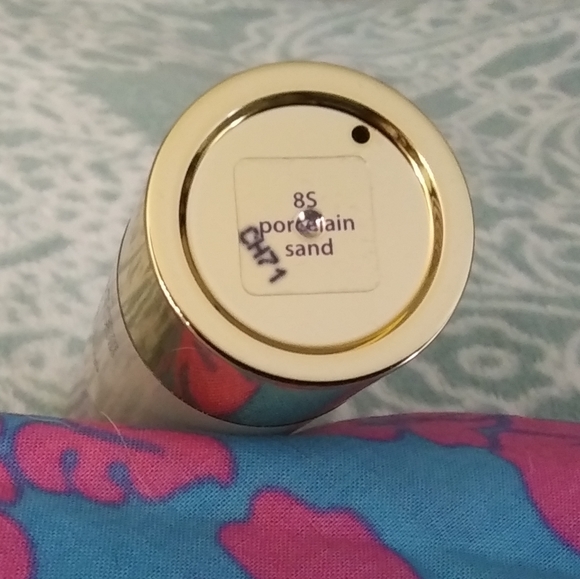 8S
porcelain
sand
CH71